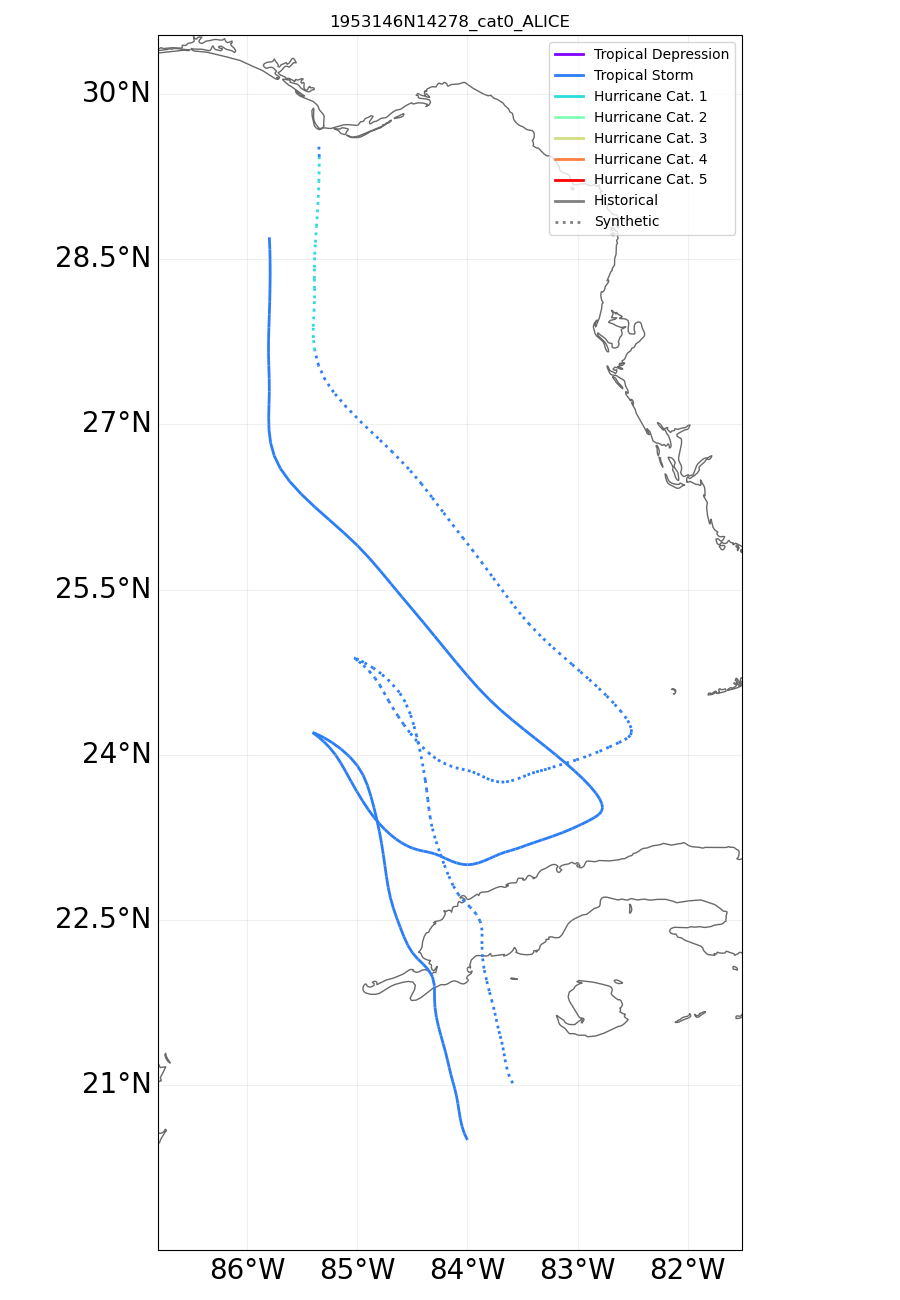 1953146N14278_cat0_ALICE
Tropical Depression
Tropical Storm
Hurricane Cat. 1
Hurricane Cat. 2
Hurricane Cat. 3
Hurricane Cat. 4
Hurricane Cat. 5
Historical
Synthetic
30°N
28.5°N
27°N
25.5°N
24°N
22.5°N
21°N
86°W 85°W 84°W 83°W 82°W